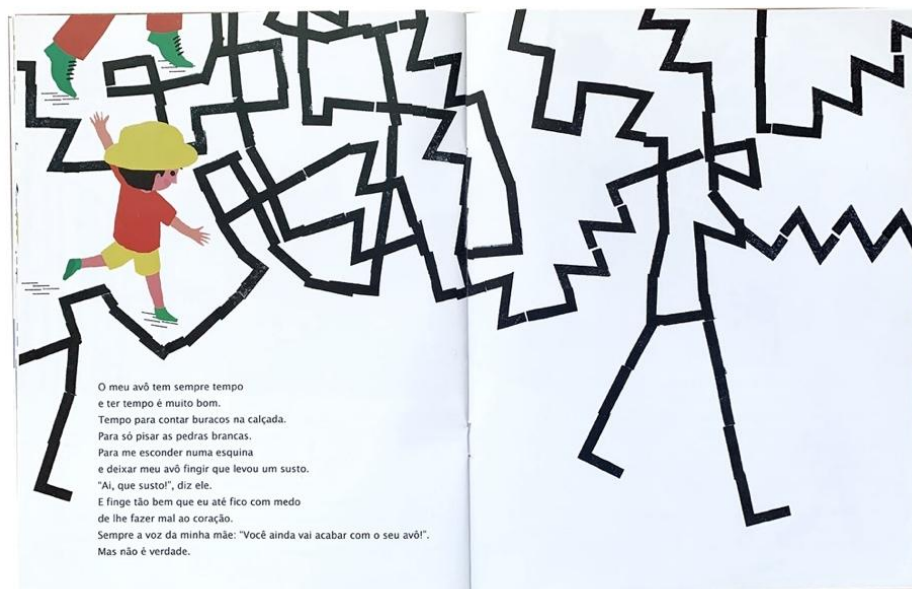 O meu avô tem sempre tempo
e ter tempo é muito bom.
Tempo para contar buracos na calçada.
Para só pisar as pedras brancas.
Para me esconder numa esquina
e deixar meu avô fingir que levou um susto.
"Ai, que susto!", diz ele.
E finge tão bem que eu até fico com medo
de lhe fazer mal ao coração.
Sempre a voz da minha mãe: "Você ainda vai acabar com o seu avô!".
Mas não é verdade.